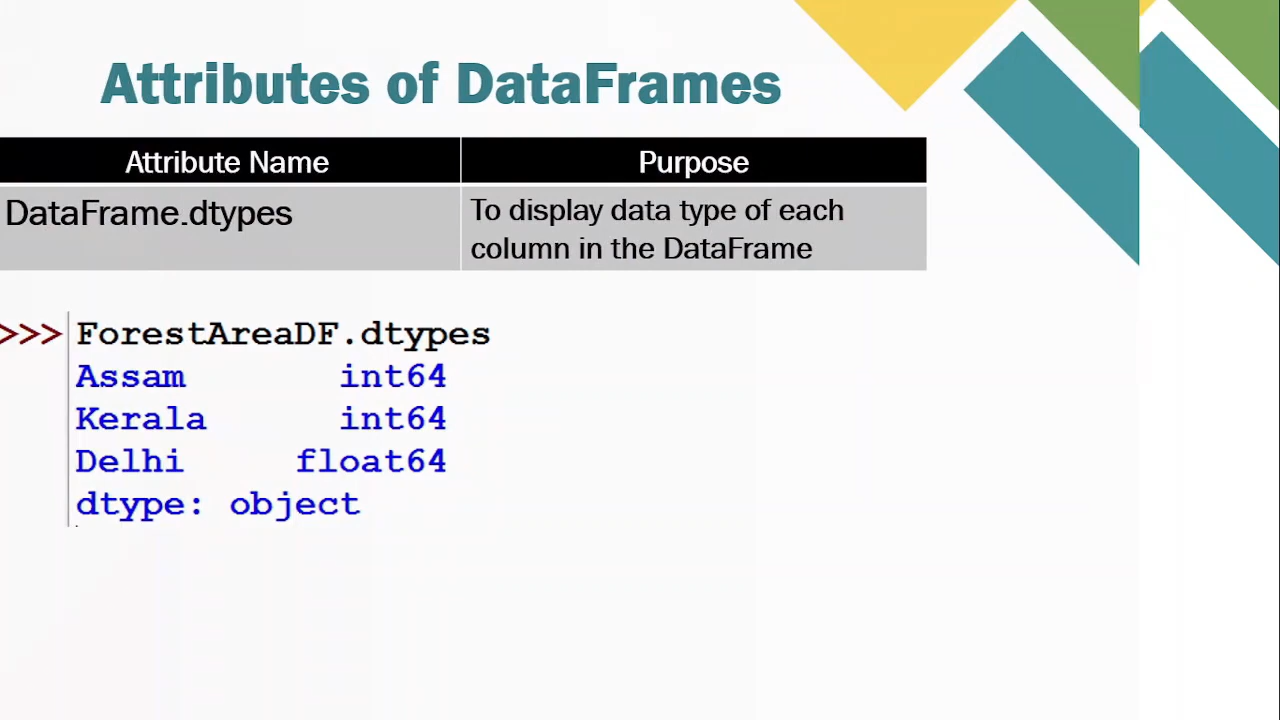 Attributes of DataFrames
Attribute Name Purpose
DataFrame.dtypes To display data type of each
column in the DataFrame
>>> ForestAreaDF.dtypes
Assam int64
Kerala int64
Delhi float64
dtype: object